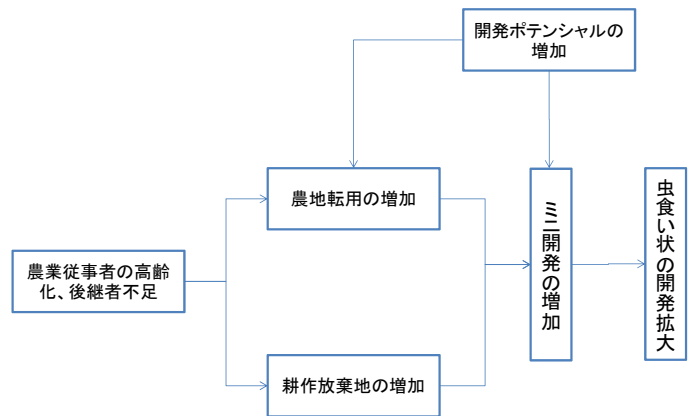 開発ポテンシャルの
増加
農地転用の増加
農業従事者の高齢
化、後継者不足
耕作放棄地の増加
ミニ開発の増加
虫食い状の開発拡大